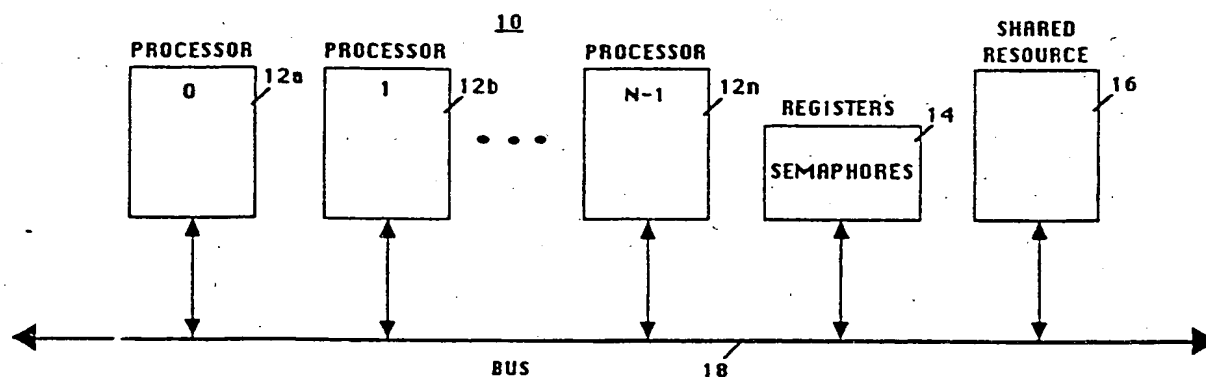 10
PROCESSOR
0
12a
PROCESSOR
1
12b
PROCESSOR
N-1
12n
REGISTERS
SEMAPHORES
14
SHARED
RESOURCE
16
BUS
18